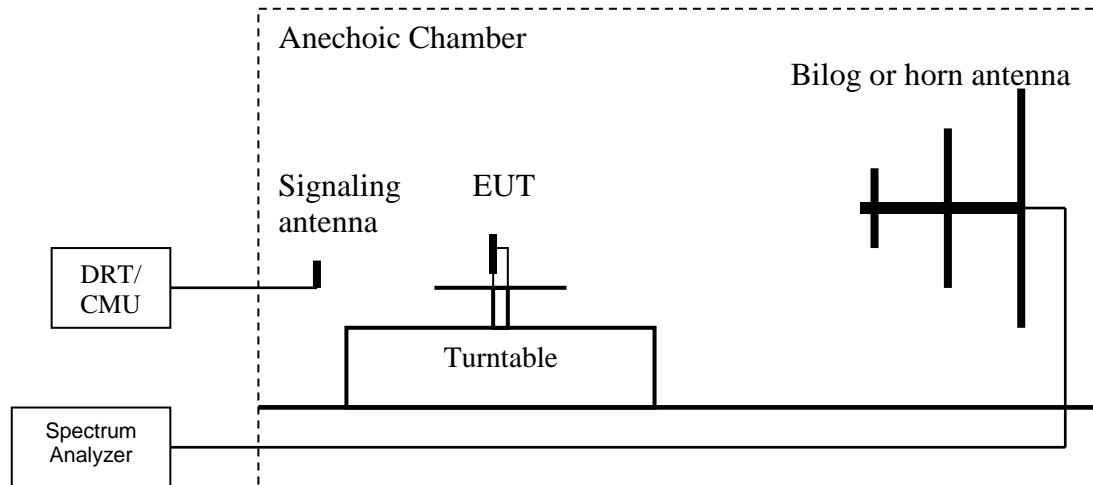 Anechoic Chamber
Bilog or horn antenna
Signaling
antenna
EUT
DRT/
CMU
Turntable
Spectrum
Analyzer